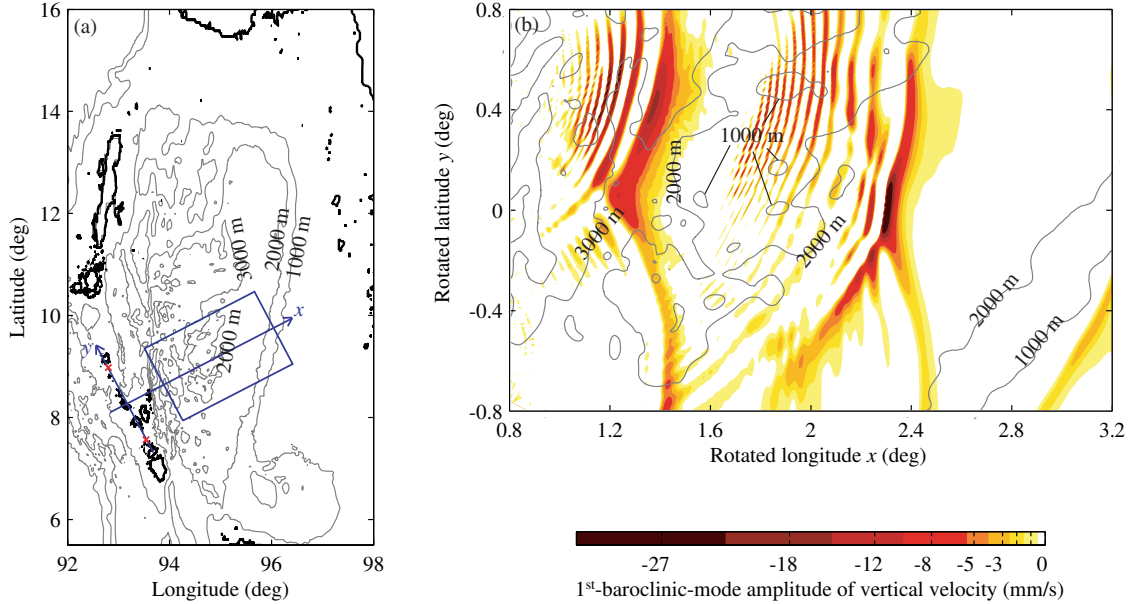 (a)
16
14
12
10
8
6
Latitude (deg)
3000 m
2000 m
1000 m
2000 m
x
y
92
94
96
98
Longitude (deg)
(b)
0.8
0.4
0
-0.4
-0.8
Rotated latitude y (deg)
1000 m
2000 m
3000 m
2000 m
2000 m
1000 m
0.8
1.2
1.6
2
2.4
2.8
3.2
Rotated longitude x (deg)
-27
-18
-12
-8
-5
-3
0
1st-baroclinic-mode amplitude of vertical velocity (mm/s)